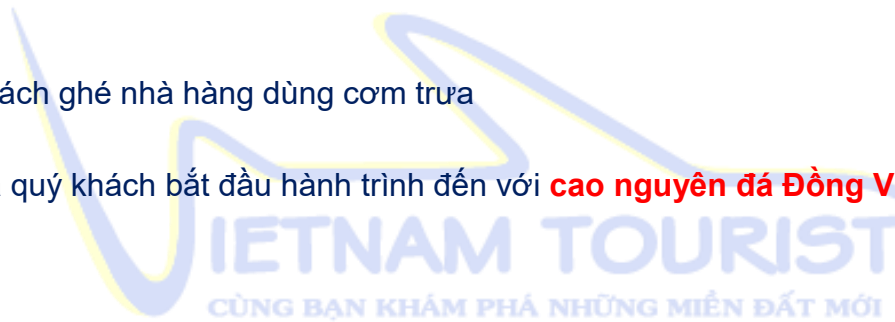 ách ghé nhà hàng dùng cơm trưa
quý khách bắt đầu hành trình đến với cao nguyên đá Đồng V
VIETNAM TOURIST
CÙNG BẠN KHÁM PHÁ NHỮNG MIỀN ĐẤT MỚI